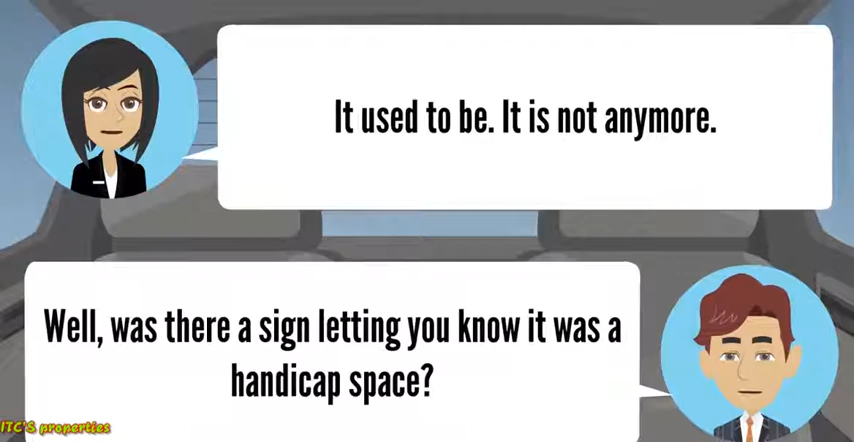 It used to be. It is not anymore.
Well, was there a sign letting you know it was a
handicap space?
ITC'S properties